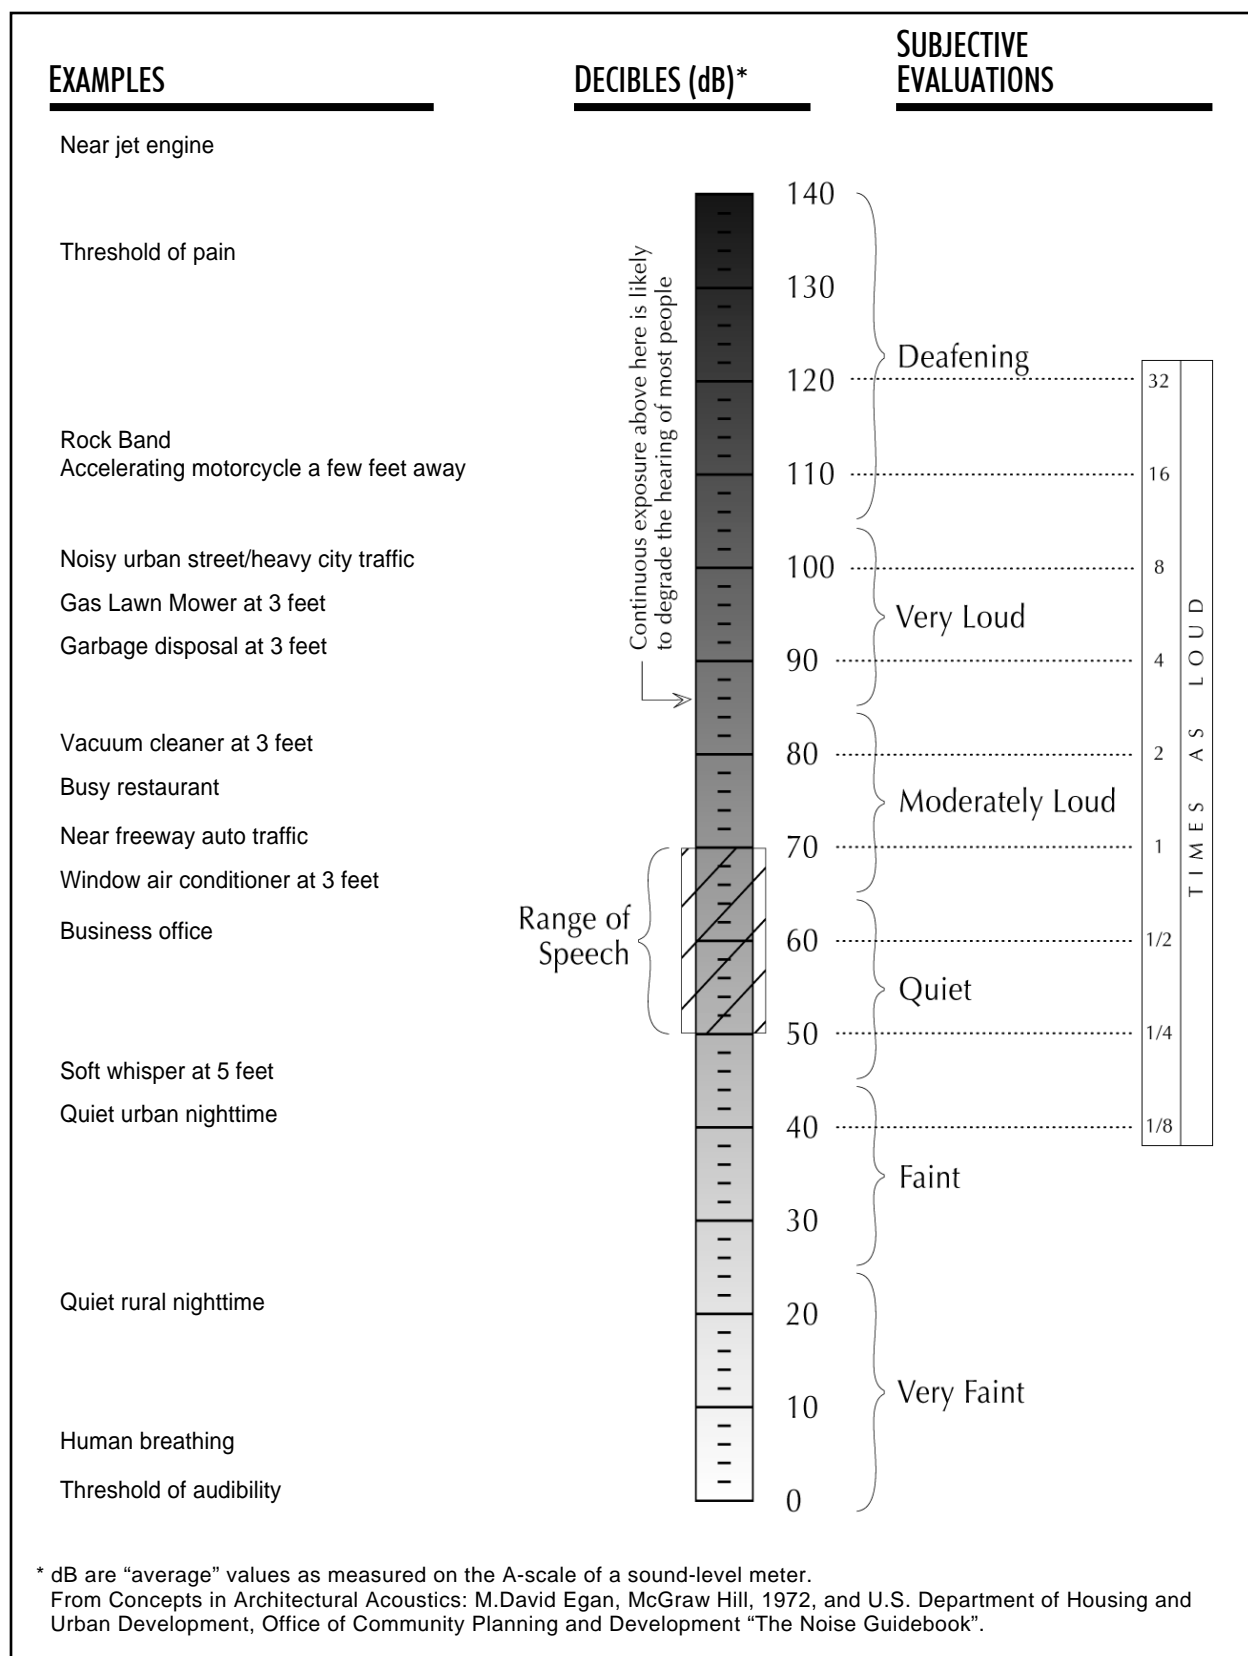 EXAMPLES
DECIBLES (dB)*
SUBJECTIVE
EVALUATIONS
Near jet engine
Threshold of pain
Rock Band
Accelerating motorcycle a few feet away
Noisy urban street/heavy city traffic
Gas Lawn Mower at 3 feet
Garbage disposal at 3 feet
Vacuum cleaner at 3 feet
Busy restaurant
Near freeway auto traffic
Window air conditioner at 3 feet
Business office
Soft whisper at 5 feet
Quiet urban nighttime
Quiet rural nighttime
Human breathing
Threshold of audibility
Continuous exposure above here is likely
to degrade the hearing of most people
Range of
Speech
140
130
120
110
100
90
80
70
60
50
40
30
20
10
0
Deafening
Very Loud
Moderately Loud
Quiet
Faint
Very Faint
32
16
8
4
2
1
1/2
1/4
1/8
TIMES AS LOUD
* dB are “average” values as measured on the A-scale of a sound-level meter.
From Concepts in Architectural Acoustics: M.David Egan, McGraw Hill, 1972, and U.S. Department of Housing and
Urban Development, Office of Community Planning and Development “The Noise Guidebook”.